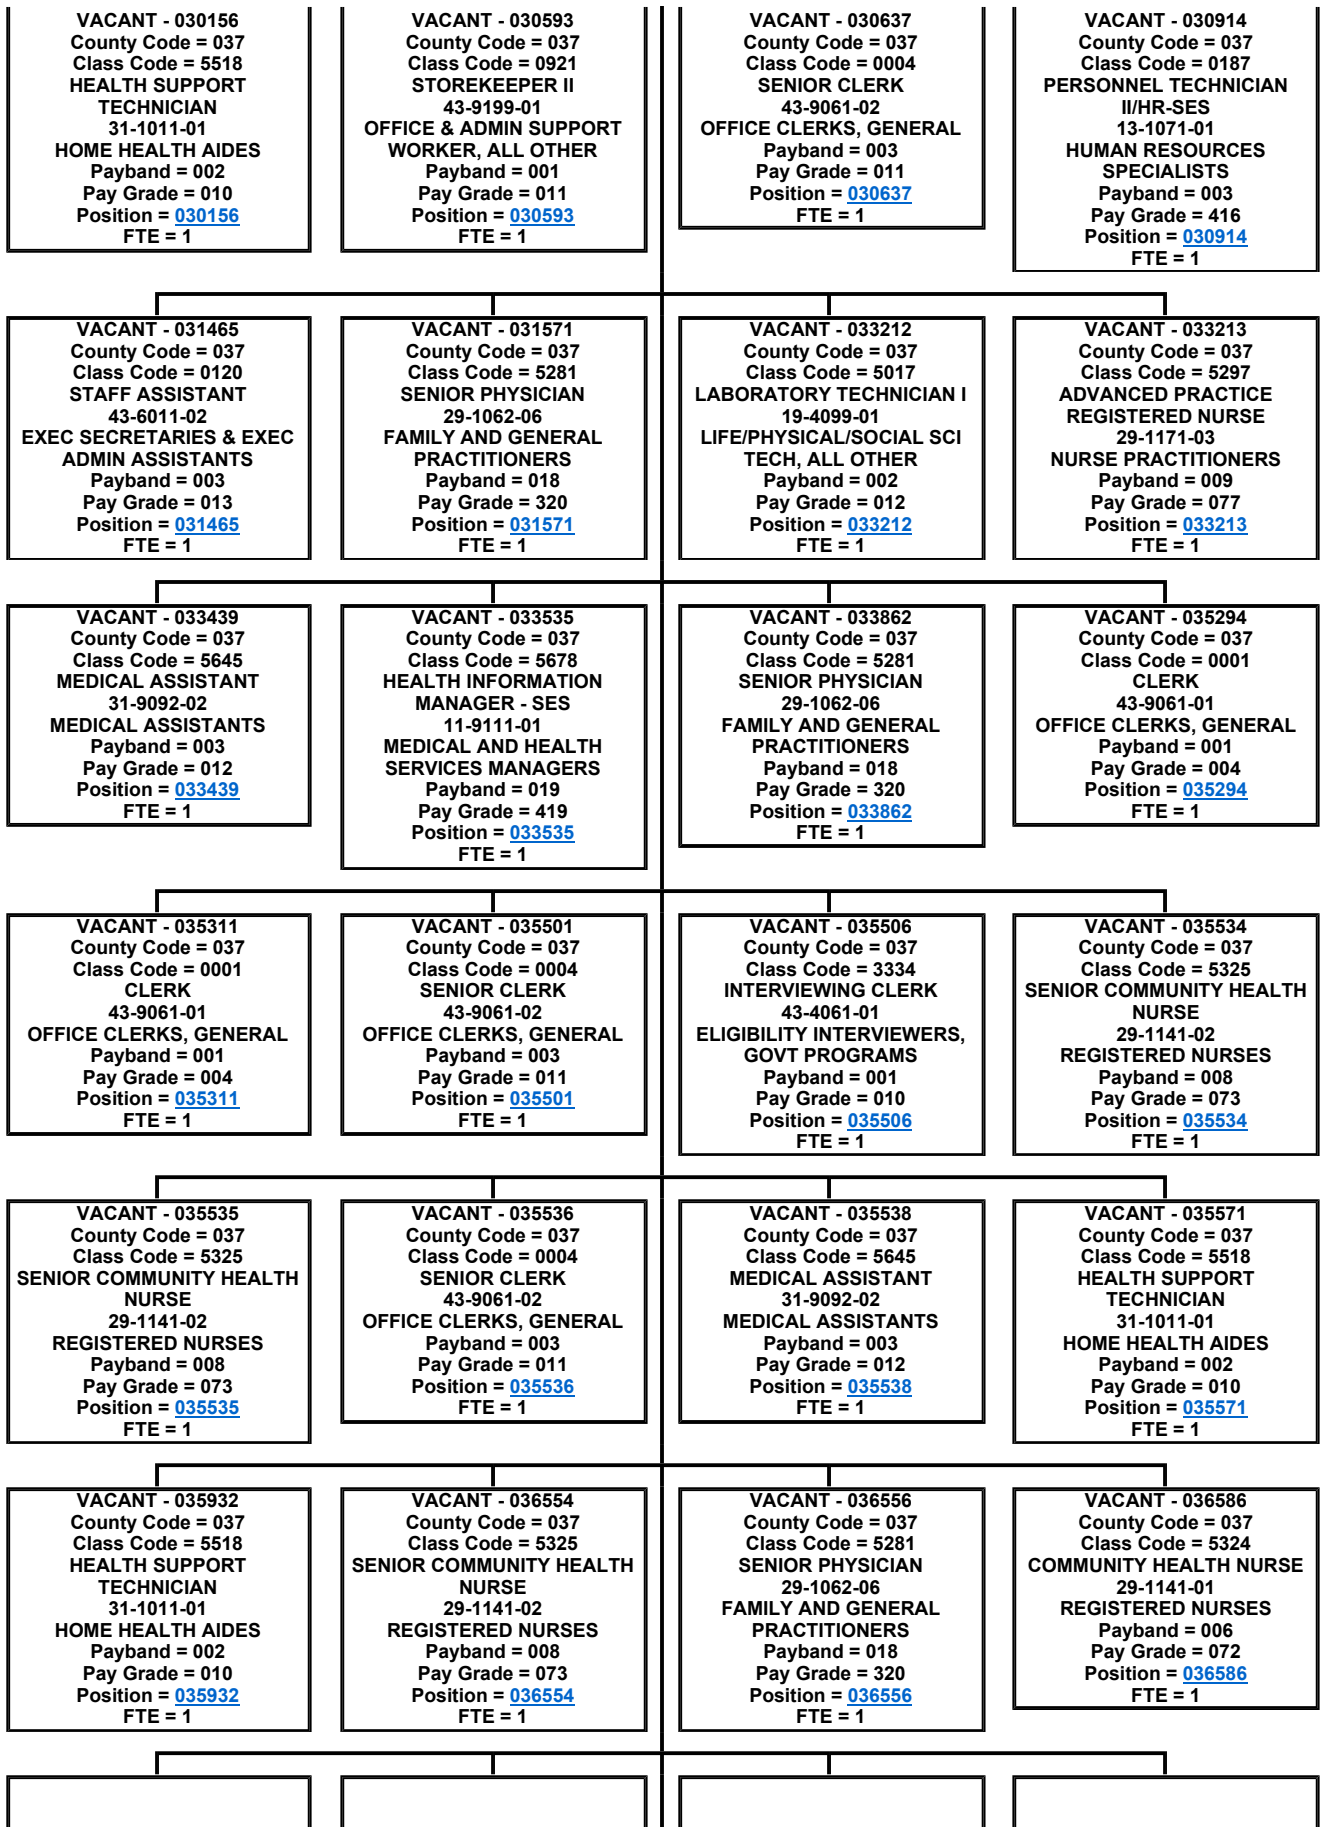 VACANT - 030156
County Code = 037
Class Code = 5518
HEALTH SUPPORT
TECHNICIAN
31-1011-01
HOME HEALTH AIDES
Payband = 002
Pay Grade = 010
Position = 030156
FTE = 1
VACANT - 030593
County Code = 037
Class Code = 0921
STOREKEEPER II
43-9199-01
OFFICE & ADMIN SUPPORT
WORKER, ALL OTHER
Payband = 001
Pay Grade = 011
Position = 030593
FTE = 1
VACANT - 030637
County Code = 037
Class Code = 0004
SENIOR CLERK
43-9061-02
OFFICE CLERKS, GENERAL
Payband = 003
Pay Grade = 011
Position = 030637
FTE = 1
VACANT - 030914
County Code = 037
Class Code = 0187
PERSONNEL TECHNICIAN
II/HR-SES
13-1071-01
HUMAN RESOURCES
SPECIALISTS
Payband = 003
Pay Grade = 416
Position = 030914
FTE = 1
VACANT - 031465
County Code = 037
Class Code = 0120
STAFF ASSISTANT
43-6011-02
EXEC SECRETARIES & EXEC
ADMIN ASSISTANTS
Payband = 003
Pay Grade = 013
Position = 031465
FTE = 1
VACANT - 031571
County Code = 037
Class Code = 5281
SENIOR PHYSICIAN
29-1062-06
FAMILY AND GENERAL
PRACTITIONERS
Payband = 018
Pay Grade = 320
Position = 031571
FTE = 1
VACANT - 033212
County Code = 037
Class Code = 5017
LABORATORY TECHNICIAN I
19-4099-01
LIFE/PHYSICAL/SOCIAL SCI
TECH, ALL OTHER
Payband = 002
Pay Grade = 012
Position = 033212
FTE = 1
VACANT - 033213
County Code = 037
Class Code = 5297
ADVANCED PRACTICE
REGISTERED NURSE
29-1171-03
NURSE PRACTITIONERS
Payband = 009
Pay Grade = 077
Position = 033213
FTE = 1
VACANT - 033439
County Code = 037
Class Code = 5645
MEDICAL ASSISTANT
31-9092-02
MEDICAL ASSISTANTS
Payband = 003
Pay Grade = 012
Position = 033439
FTE = 1
VACANT - 033535
County Code = 037
Class Code = 5678
HEALTH INFORMATION
MANAGER - SES
11-9111-01
MEDICAL AND HEALTH
SERVICES MANAGERS
Payband = 019
Pay Grade = 419
Position = 033535
FTE = 1
VACANT - 033862
County Code = 037
Class Code = 5281
SENIOR PHYSICIAN
29-1062-06
FAMILY AND GENERAL
PRACTITIONERS
Payband = 018
Pay Grade = 320
Position = 033862
FTE = 1
VACANT - 035294
County Code = 037
Class Code = 0001
CLERK
43-9061-01
OFFICE CLERKS, GENERAL
Payband = 001
Pay Grade = 004
Position = 035294
FTE = 1
VACANT - 035311
County Code = 037
Class Code = 0001
CLERK
43-9061-01
OFFICE CLERKS, GENERAL
Payband = 001
Pay Grade = 004
Position = 035311
FTE = 1
VACANT - 035501
County Code = 037
Class Code = 0004
SENIOR CLERK
43-9061-02
OFFICE CLERKS, GENERAL
Payband = 003
Pay Grade = 011
Position = 035501
FTE = 1
VACANT - 035506
County Code = 037
Class Code = 3334
INTERVIEWING CLERK
43-4061-01
ELIGIBILITY INTERVIEWERS,
GOVT PROGRAMS
Payband = 001
Pay Grade = 010
Position = 035506
FTE = 1
VACANT - 035534
County Code = 037
Class Code = 5325
SENIOR COMMUNITY HEALTH
NURSE
29-1141-02
REGISTERED NURSES
Payband = 008
Pay Grade = 073
Position = 035534
FTE = 1
VACANT - 035535
County Code = 037
Class Code = 5325
SENIOR COMMUNITY HEALTH
NURSE
29-1141-02
REGISTERED NURSES
Payband = 008
Pay Grade = 073
Position = 035535
FTE = 1
VACANT - 035536
County Code = 037
Class Code = 0004
SENIOR CLERK
43-9061-02
OFFICE CLERKS, GENERAL
Payband = 003
Pay Grade = 011
Position = 035536
FTE = 1
VACANT - 035538
County Code = 037
Class Code = 5645
MEDICAL ASSISTANT
31-9092-02
MEDICAL ASSISTANTS
Payband = 003
Pay Grade = 012
Position = 035538
FTE = 1
VACANT - 035571
County Code = 037
Class Code = 5518
HEALTH SUPPORT
TECHNICIAN
31-1011-01
HOME HEALTH AIDES
Payband = 002
Pay Grade = 010
Position = 035571
FTE = 1
VACANT - 035932
County Code = 037
Class Code = 5518
HEALTH SUPPORT
TECHNICIAN
31-1011-01
HOME HEALTH AIDES
Payband = 002
Pay Grade = 010
Position = 035932
FTE = 1
VACANT - 036554
County Code = 037
Class Code = 5325
SENIOR COMMUNITY HEALTH
NURSE
29-1141-02
REGISTERED NURSES
Payband = 008
Pay Grade = 073
Position = 036554
FTE = 1
VACANT - 036556
County Code = 037
Class Code = 5281
SENIOR PHYSICIAN
29-1062-06
FAMILY AND GENERAL
PRACTITIONERS
Payband = 018
Pay Grade = 320
Position = 036556
FTE = 1
VACANT - 036586
County Code = 037
Class Code = 5324
COMMUNITY HEALTH NURSE
29-1141-01
REGISTERED NURSES
Payband = 006
Pay Grade = 072
Position = 036586
FTE = 1